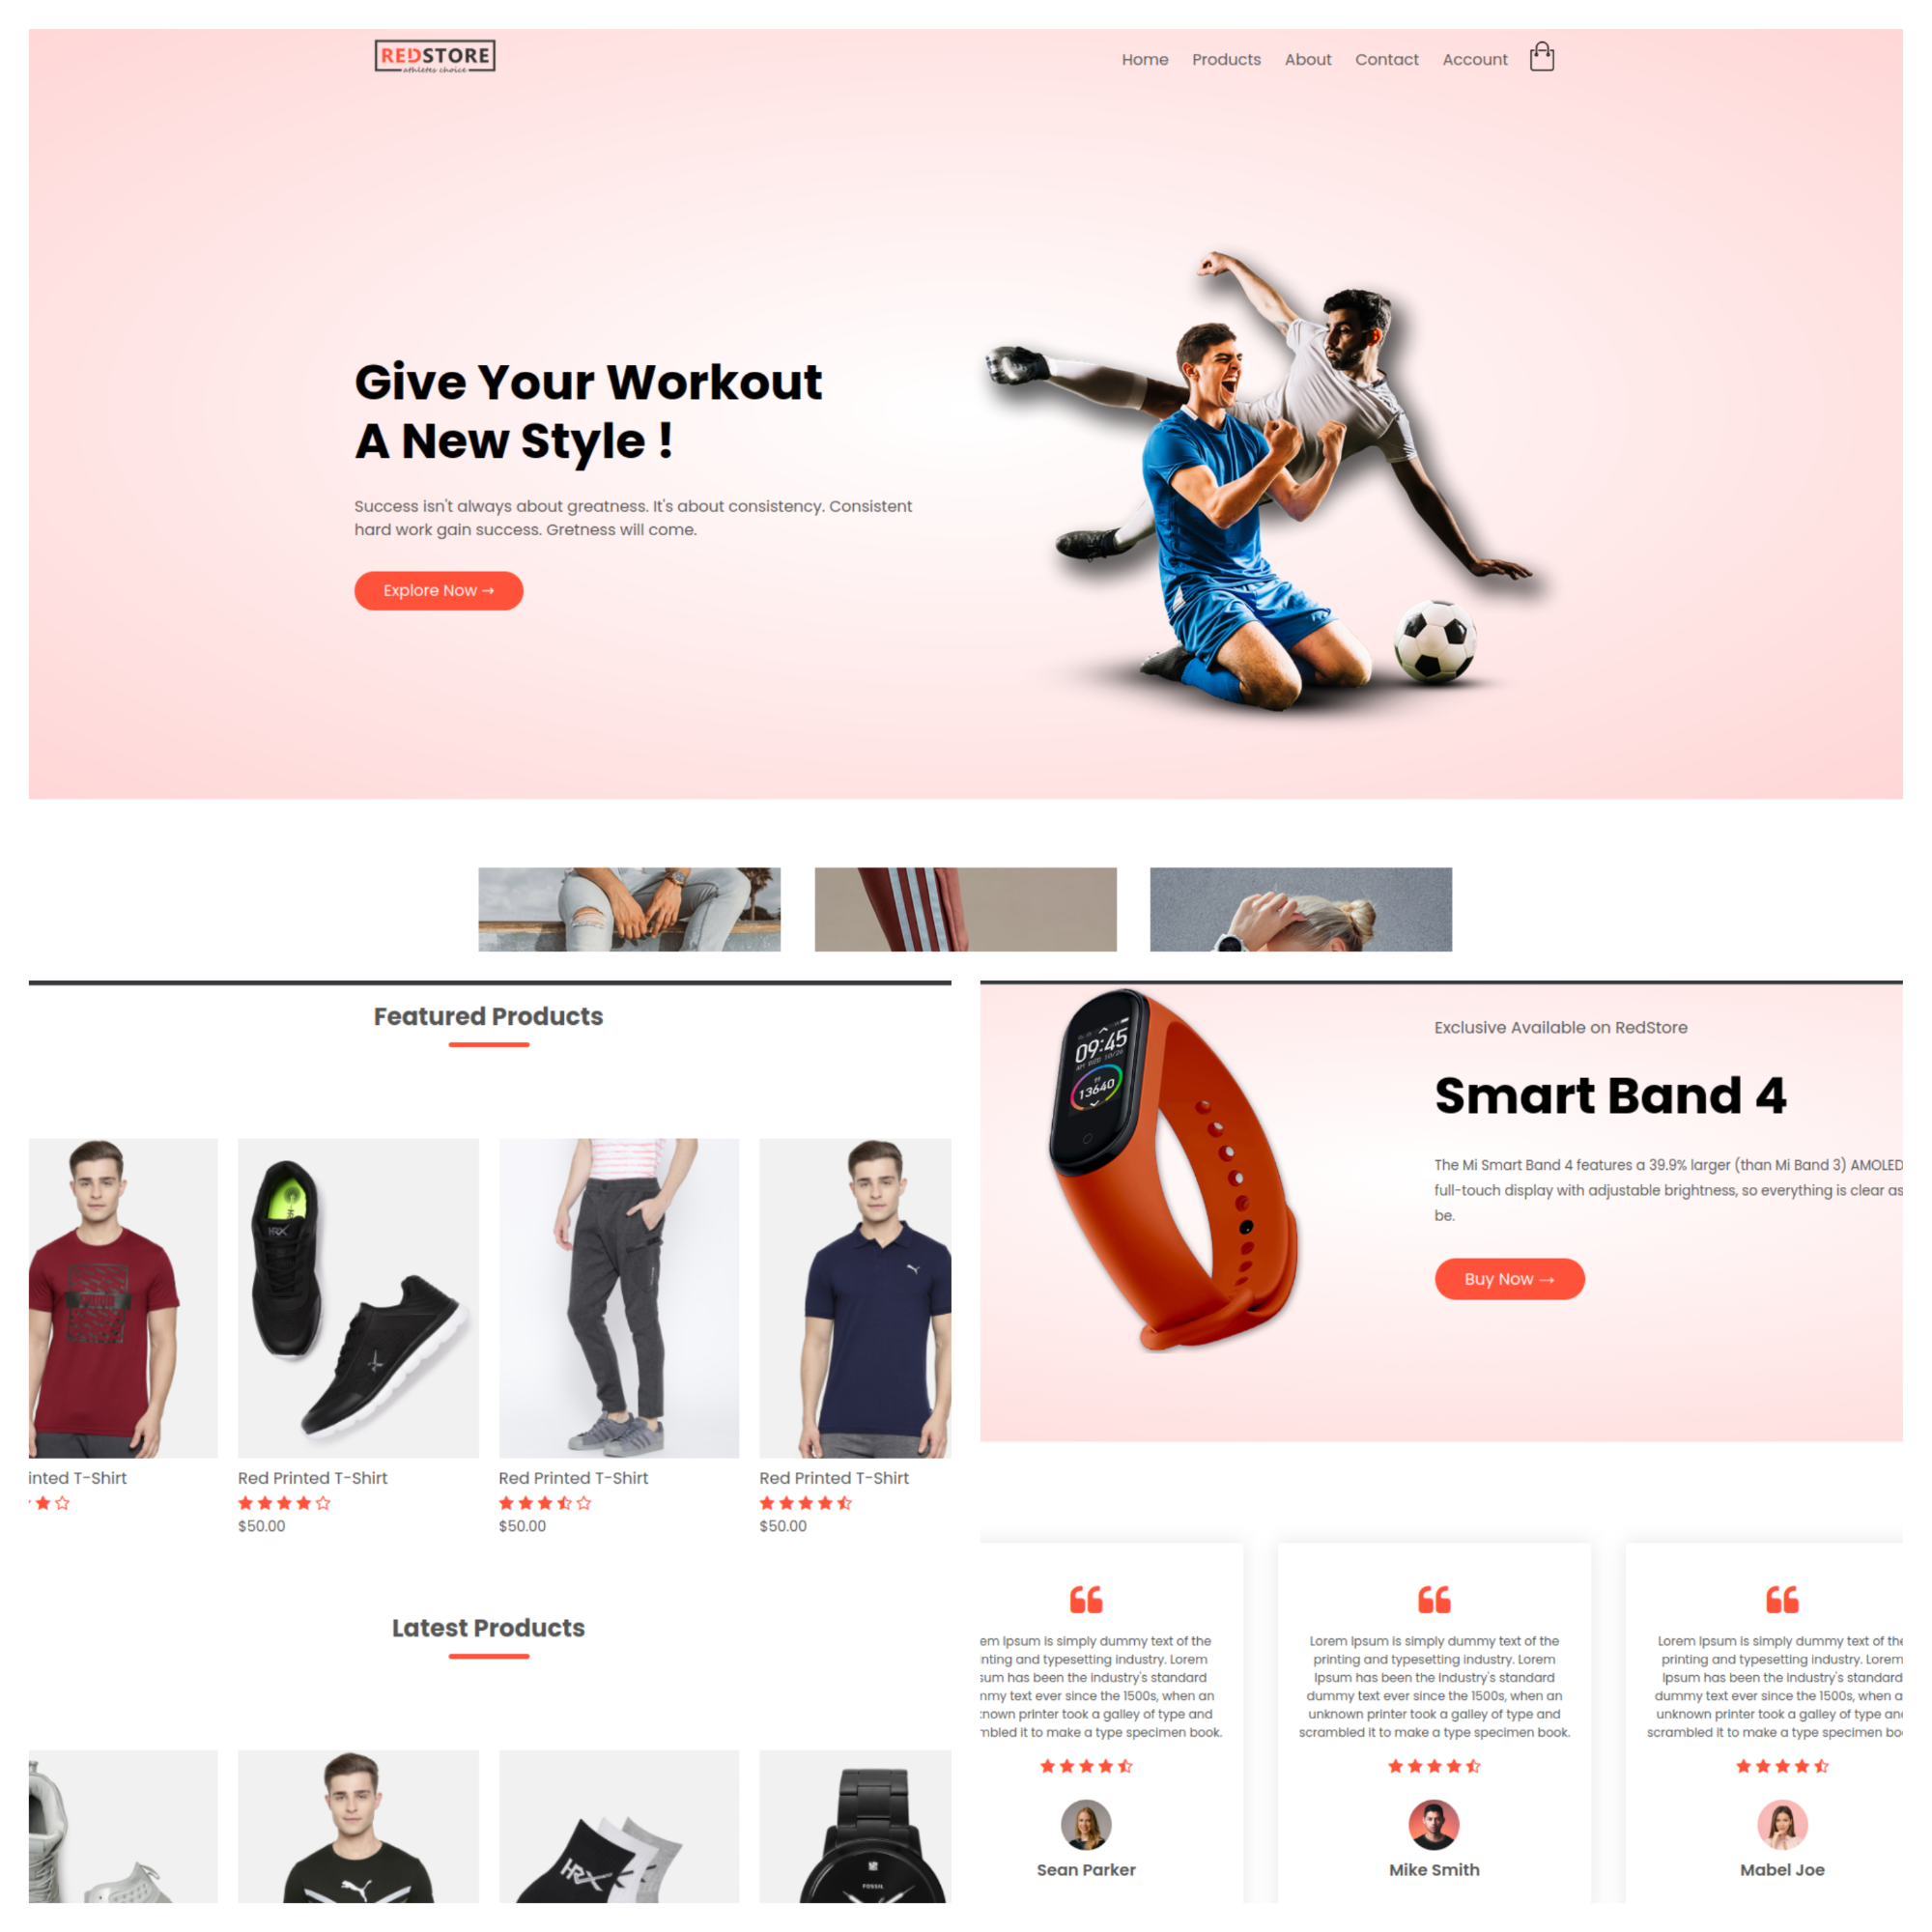 REDSTORE
athletes choice
Home Products About Contact Account
Give Your Workout
A New Style !
Success isn't always about greatness. It's about consistency. Consistent
hard work gain success. Gretness will come.
Explore Now →
Featured Products
HRX
inted T-Shirt
Red Printed T-Shirt
$50.00
Red Printed T-Shirt
$50.00
Red Printed T-Shirt
$50.00
Latest Products
HRX
FOSSIL
09:45
13640
Exclusive Available on RedStore
Smart Band 4
The Mi Smart Band 4 features a 39.9% larger (than Mi Band 3) AMOLED
full-touch display with adjustable brightness, so everything is clear as
be.
Buy Now →
em Ipsum is simply dummy text of the
inting and typesetting industry. Lorem
sum has been the industry's standard
mmy text ever since the 1500s, when an
known printer took a galley of type and
mbled it to make a type specimen book.
Sean Parker
Lorem Ipsum is simply dummy text of the
printing and typesetting industry. Lorem
Ipsum has been the industry's standard
dummy text ever since the 1500s, when an
unknown printer took a galley of type and
scrambled it to make a type specimen book.
Mike Smith
Lorem Ipsum is simply dummy text of the
printing and typesetting industry. Lorem
Ipsum has been the industry's standard
dummy text ever since the 1500s, when a
unknown printer took a galley of type an
scrambled it to make a type specimen bo
Mabel Joe